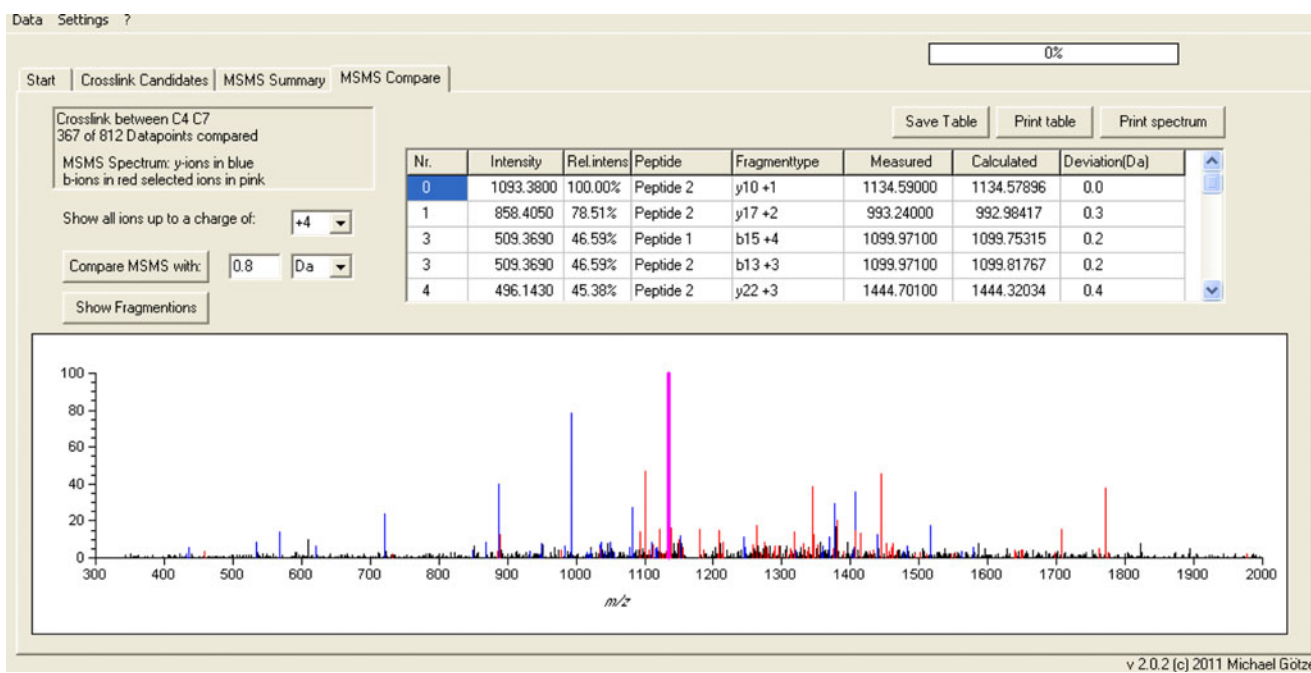 Data Settings ?
0%
Start Crosslink Candidates MSMS Summary MSMS Compare
Crosslink between C4 C7
367 of 812 Datapoints compared
MSMS Spectrum: y-ions in blue
b-ions in red selected ions in pink
Save Table Print table Print spectrum
Show all ions up to a charge of: +4
Compare MSMS with: 0.8 Da
Show Fragmentions
Nr. Intensity Rel.intens Peptide Fragmenttype Measured Calculated Deviation(Da)
0 1093.3800 100.00% Peptide 2 y10 +1 1134.59000 1134.57896 0.0
1 858.4050 78.51% Peptide 2 y17 +2 993.24000 992.98417 0.3
3 509.3690 46.59% Peptide 1 b15 +4 1099.97100 1099.75315 0.2
3 509.3690 46.59% Peptide 2 b13 +3 1099.97100 1099.81767 0.2
4 496.1430 45.38% Peptide 2 y22 +3 1444.70100 1444.32034 0.4
100
80
60
40
20
0
300 400 500 600 700 800 900 1000 1100 1200 1300 1400 1500 1600 1700 1800 1900 2000
m/z
v 2.0.2 (c) 2011 Michael Götze